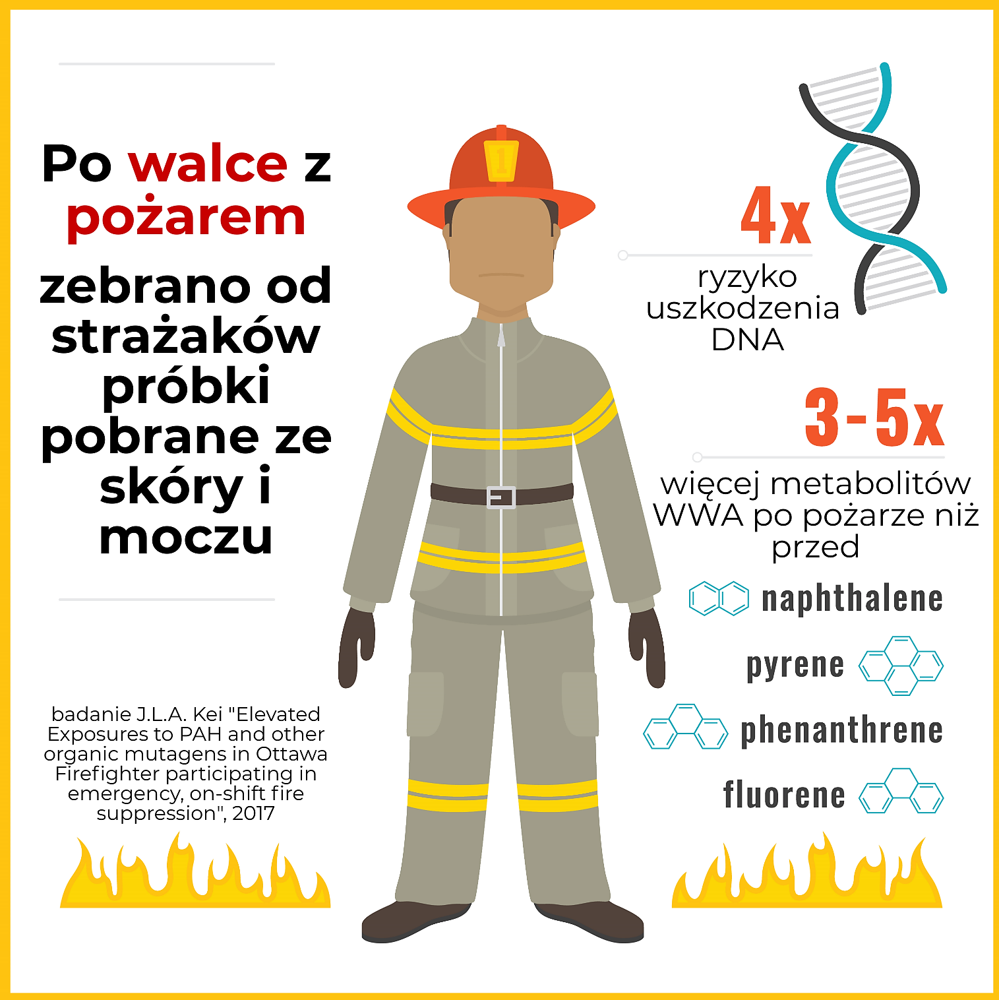 Po walce z
pożarem
zebrano od
strażaków
próbki
pobrane ze
skóry i
moczu
badanie J.L.A. Kei "Elevated
Exposures to PAH and other
organic mutagens in Ottawa
Firefighter participating in
emergency, on-shift fire
suppression", 2017
1
4x
ryzyko
uszkodzenia
DNA
3-5x
więcej metabolitów
WWA po pożarze niż
przed
naphthalene
pyrene
phenanthrene
fluorene